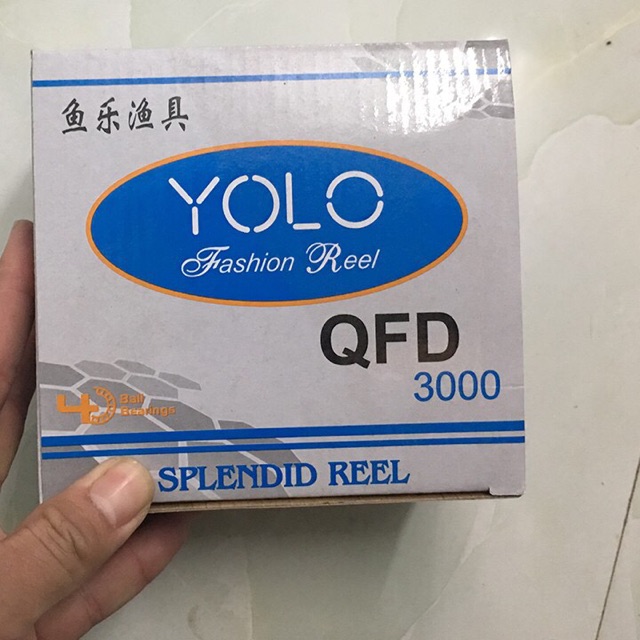 鱼乐渔具
YOLO
Fashion Reel
QFD
3000
4 Ball
Bearings
SPLENDID REEL